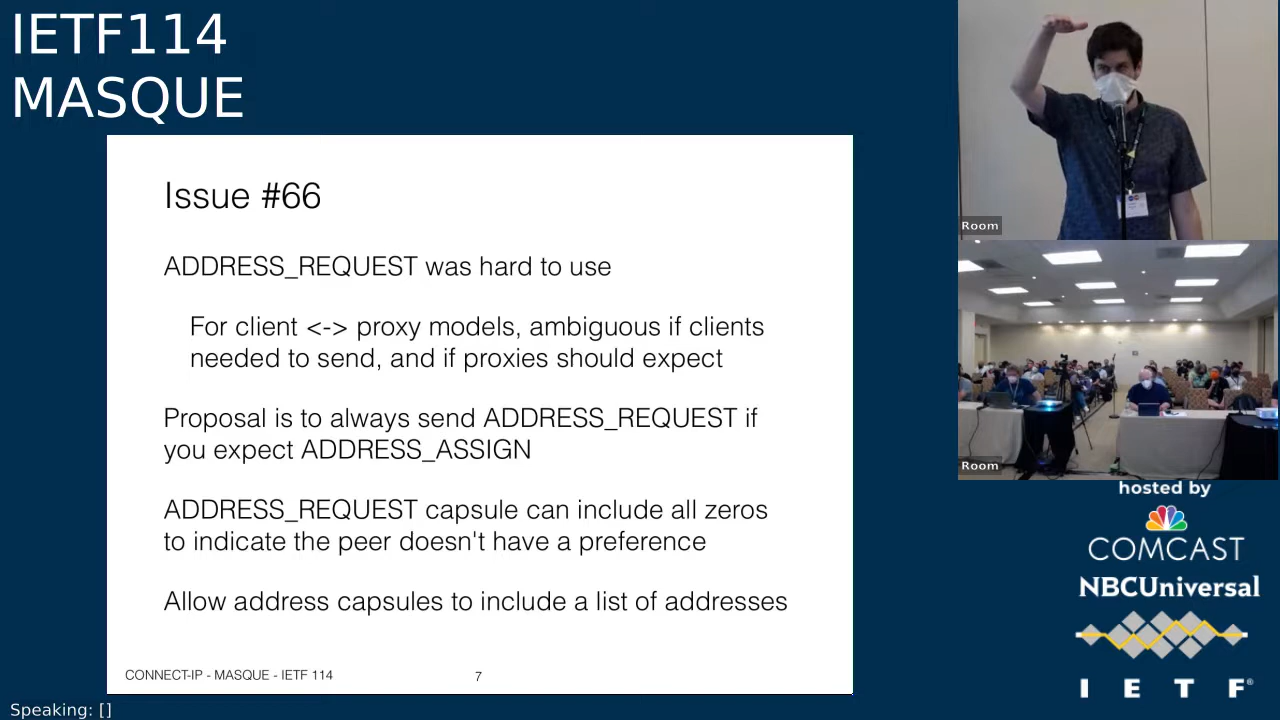 IETF114
MASQUE
Issue #66
ADDRESS_REQUEST was hard to use
For client <-> proxy models, ambiguous if clients
needed to send, and if proxies should expect
Proposal is to always send ADDRESS_REQUEST if
you expect ADDRESS_ASSIGN
ADDRESS_REQUEST capsule can include all zeros
to indicate the peer doesn't have a preference
Allow address capsules to include a list of addresses
CONNECT-IP - MASQUE - IETF 114
7
Room
Room
hosted by
COMCAST
NBCUniversal
I E T F®
Speaking: []